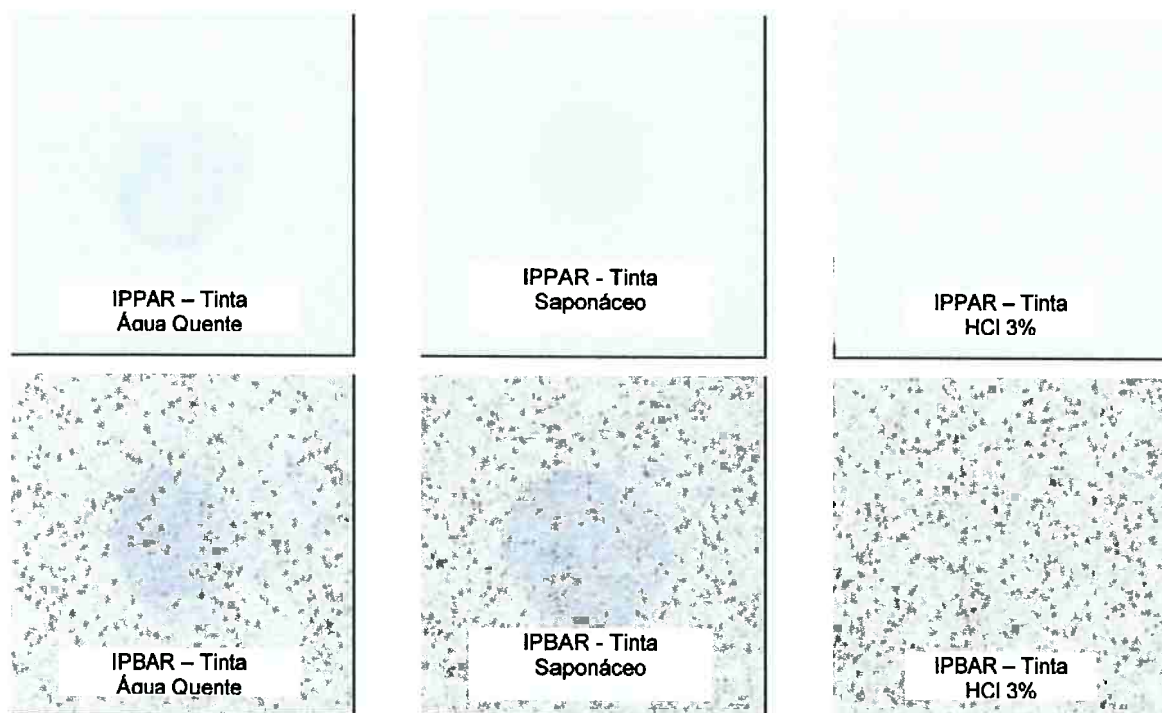 IPPAR – Tinta
Água Quente
IPPAR - Tinta
Saponáceo
IPPAR – Tinta
HCl 3%
IPBAR – Tinta
Água Quente
IPBAR - Tinta
Saponáceo
IPBAR – Tinta
HCl 3%